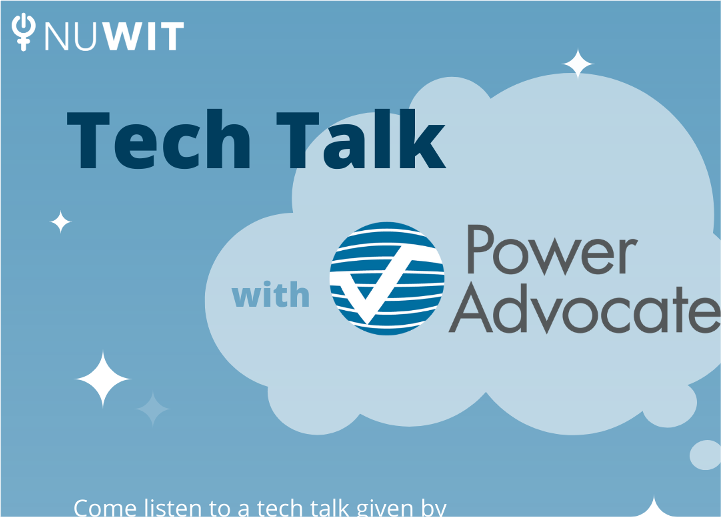 NUWIT
Tech Talk
with
Power
Advocate
Come listen to a tech talk given by